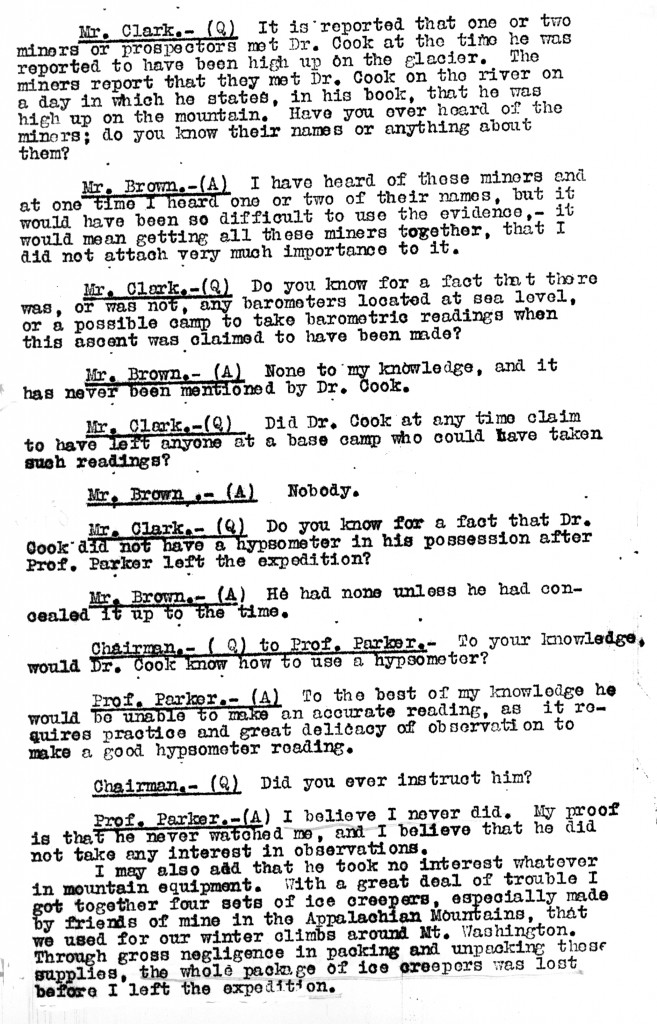 Mr. Clark.- (Q) It is reported that one or two
miners or prospectors met Dr. Cook at the time he was
reported to have been high up on the glacier. The
miners report that they met Dr. Cook on the river on
a day in which he states, in his book, that he was
high up on the mountain. Have you ever heard of the
miners; do you know their names or anything about
them?
Mr. Brown.-(A) I have heard of these miners and
at one time I heard one or two of their names, but it
would have been so difficult to use the evidence,- it
would mean getting all these miners together, that I
did not attach very much importance to it.
Mr. Clark.-(Q) Do you know for a fact that there
was, or was not, any barometers located at sea level,
or a possible camp to take barometric readings when
this ascent was claimed to have been made?
Mr. Brown.- (A) None to my knowledge, and it
has never been mentioned by Dr. Cook.
Mr. Clark.-(Q) Did Dr. Cook at any time claim
to have left anyone at a base camp who could have taken
such readings?
Mr. Brown .- (A) Nobody.
Mr. Clark.- (Q) Do you know for a fact that Dr.
Cook did not have a hypsometer in his possession after
Prof. Parker left the expedition?
Mr. Brown.- (A) He had none unless he had con-
cealed it up to the time.
Chairman.- ( Q) to Prof. Parker.- To your knowledge,
would Dr. Cook know how to use a hypsometer?
Prof. Parker.- (A) To the best of my knowledge he
would be unable to make an accurate reading, as it re-
quires practice and great delicacy of observation to
make a good hypsometer reading.
Chairman.- (Q) Did you ever instruct him?
Prof. Parker.-(A) I believe I never did. My proof
is that he never watched me, and I believe that he did
not take any interest in observations.
I may also add that he took no interest whatever
in mountain equipment. With a great deal of trouble I
got together four sets of ice creepers, especially made
by friends of mine in the Appalachian Mountains, that
we used for our winter climbs around Mt. Washington.
Through gross negligence in packing and unpacking these
supplies, the whole package of ice creepers was lost
before I left the expedition.